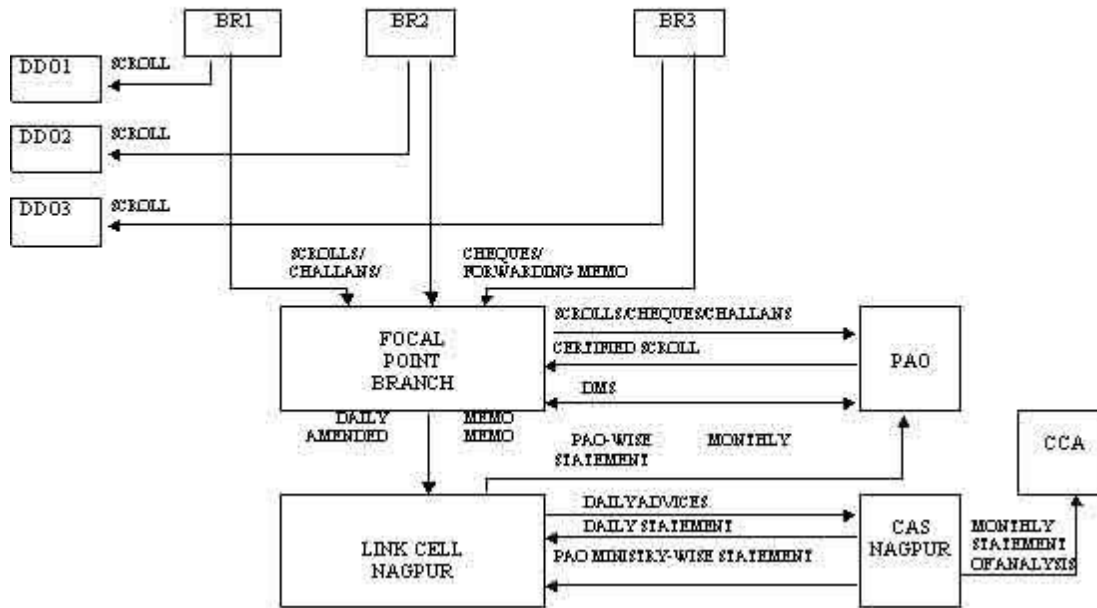 BR1
BR2
BR3
DDO1
SCROLL
DDO2
SCROLL
DDO3
SCROLL
SCROLLS/
CHALLANS/
CHEQUES/
FORWARDING MEMO
SCROLLS/CHEQUES/CHALLANS
CERTIFIED SCROLL
DMS
FOCAL
POINT
BRANCH
PAO
DAILY MEMO
AMENDED MEMO
PAO-WISE MONTHLY
STATEMENT
CCA
DAILY ADVICES
DAILY STATEMENT
PAO MINISTRY-WISE STATEMENT
LINK CELL
NAGPUR
CAS
NAGPUR
MONTHLY
STATEMENT
OF ANALYSIS